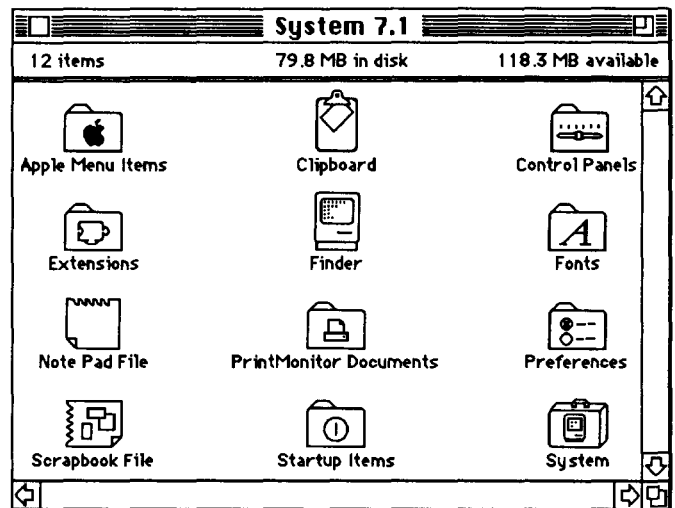 System 7.1
12 items 79.8 MB in disk 118.3 MB available
Apple Menu Items Clipboard Control Panels
Extensions Finder Fonts
Note Pad File PrintMonitor Documents Preferences
Scrapbook File Startup Items System